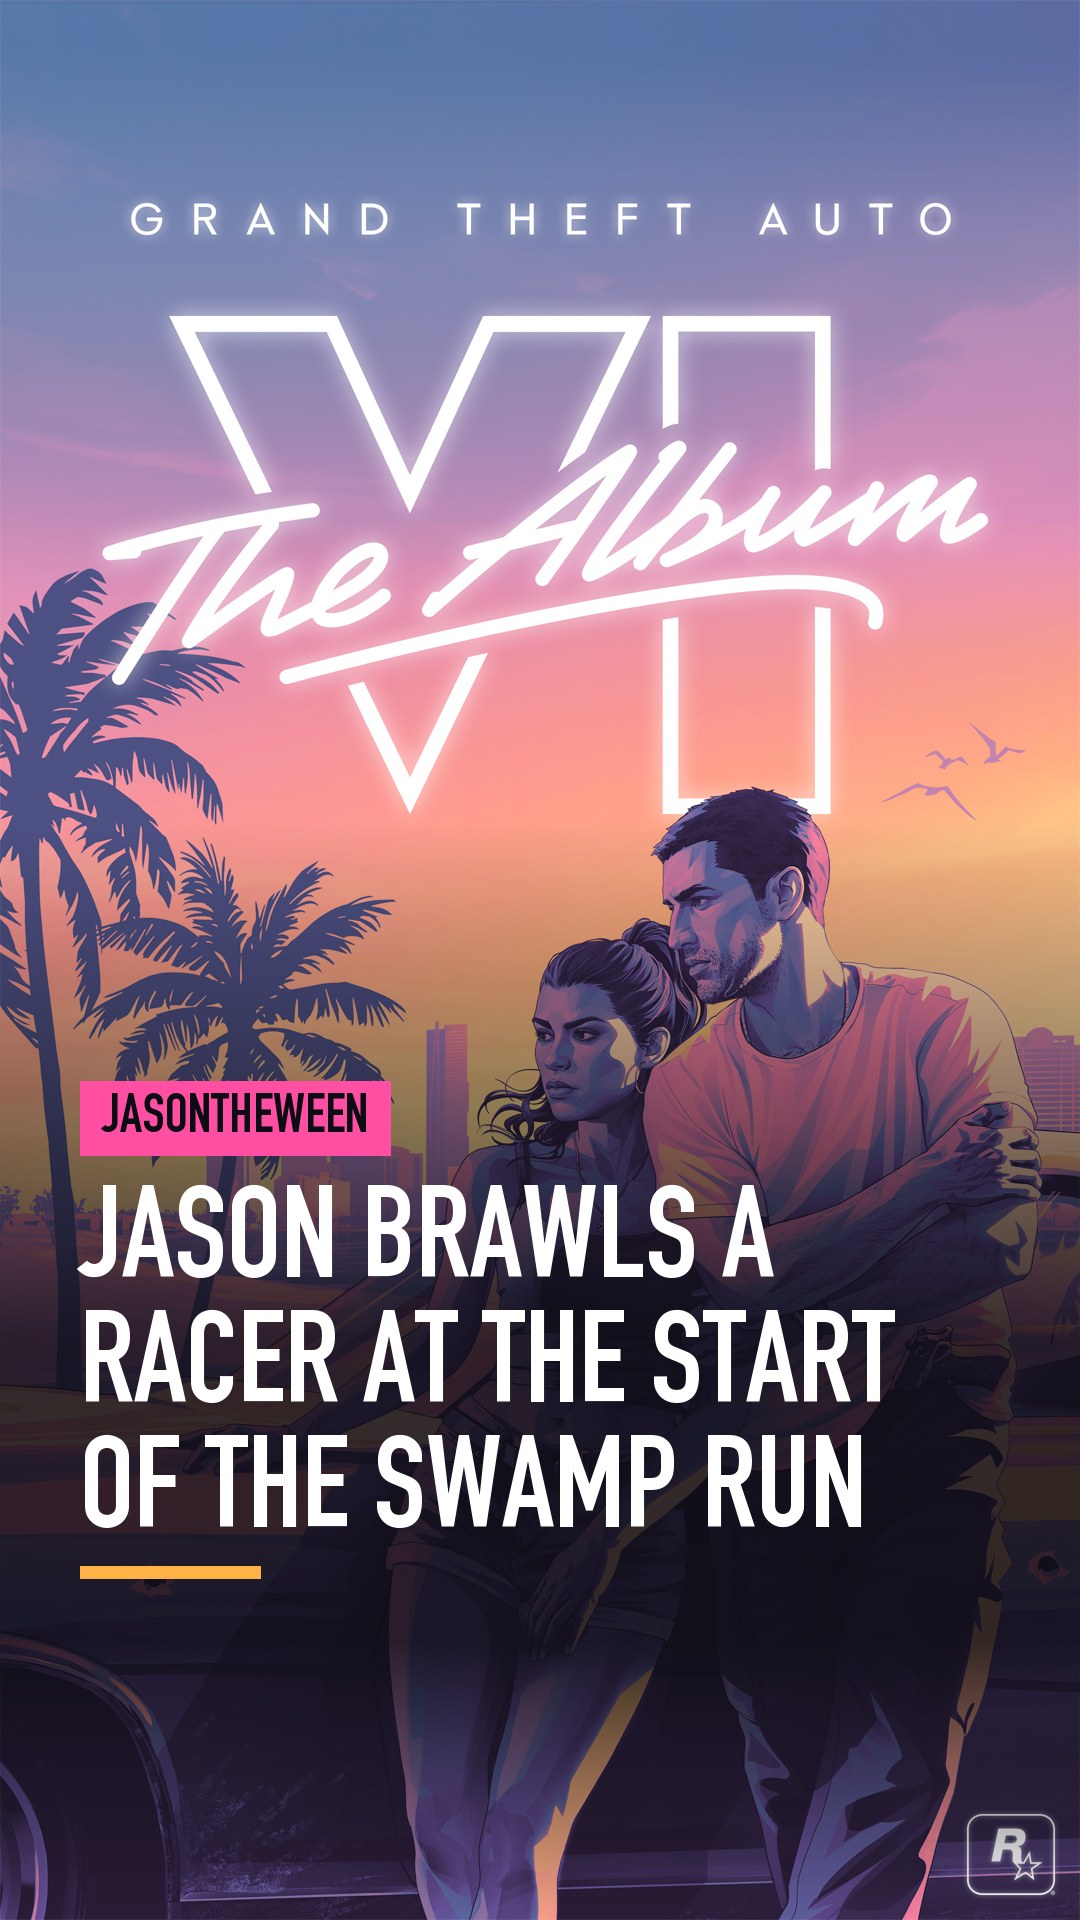 GRAND THEFT AUTO
VI
The Album
JASONTHEWEEN
JASON BRAWLS A
RACER AT THE START
OF THE SWAMP RUN
R